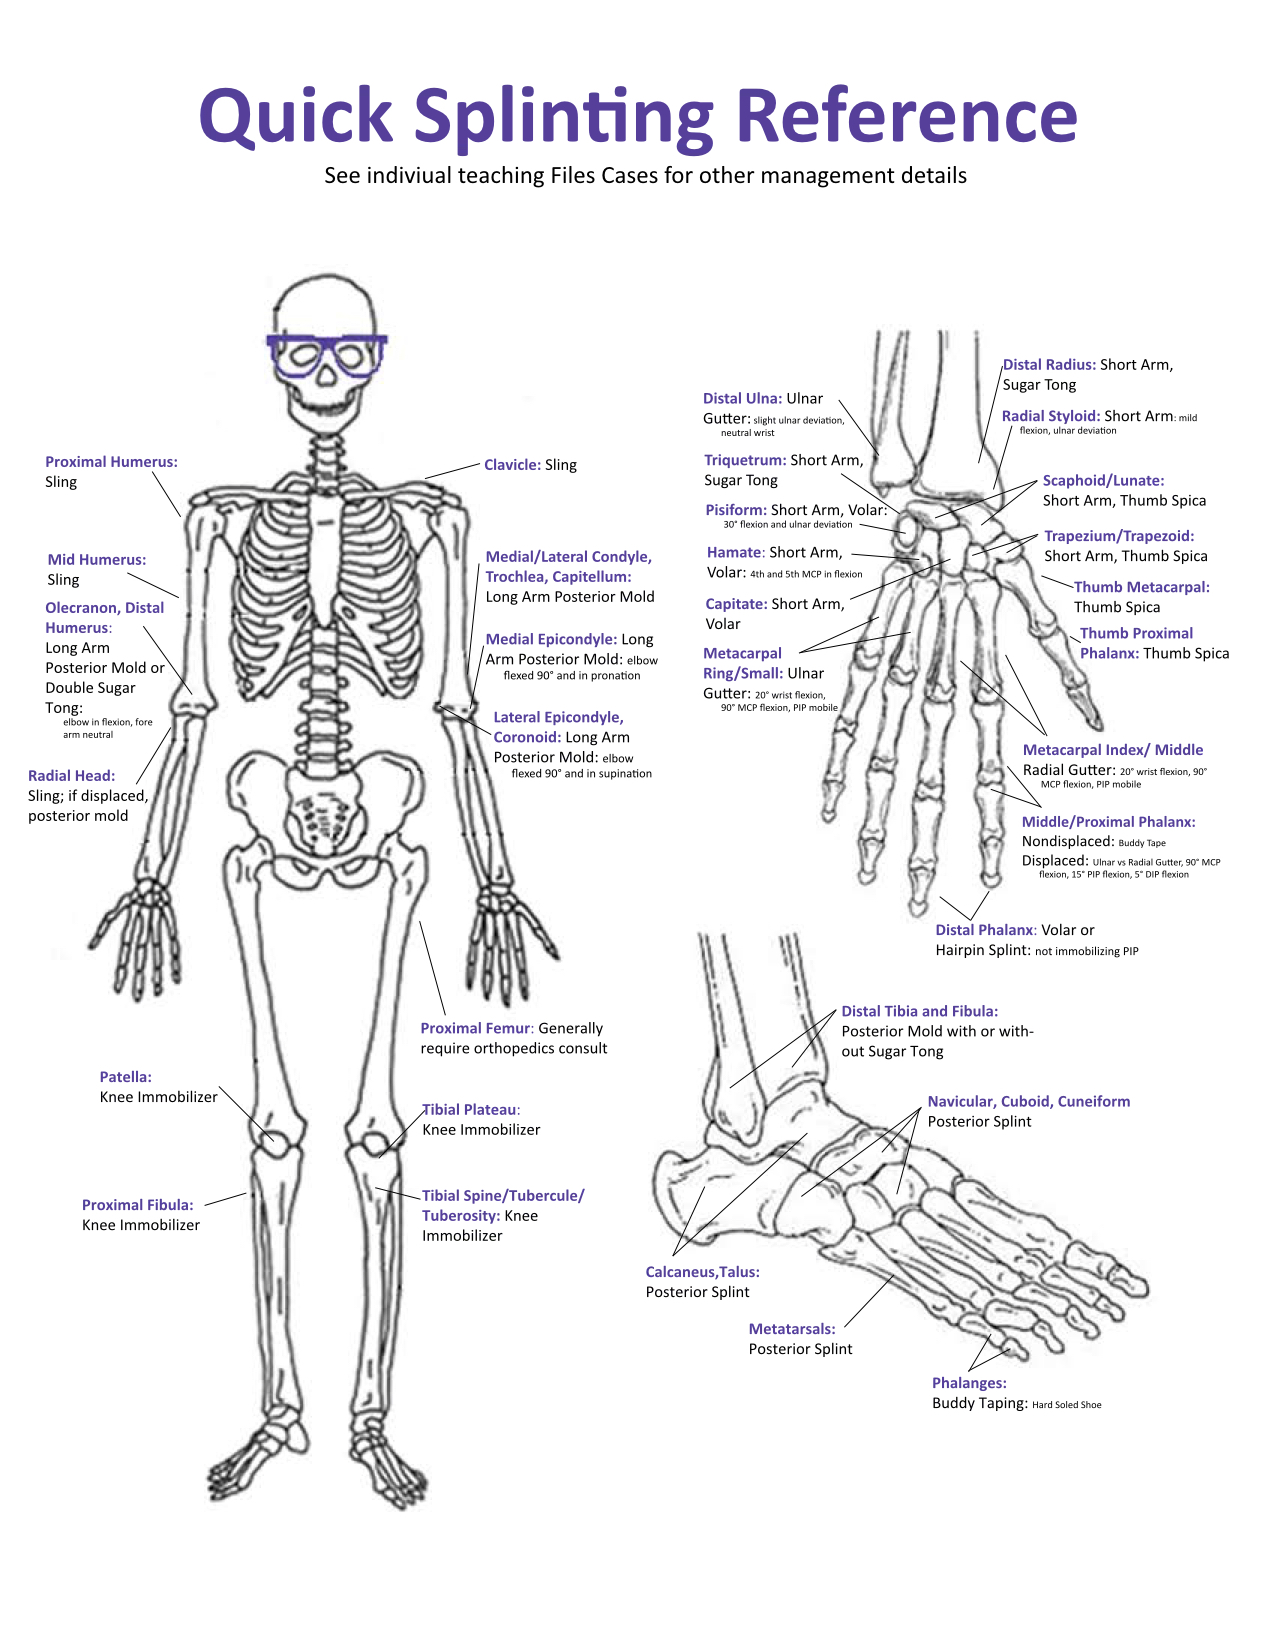 Quick Splinting Reference
See indiviual teaching Files Cases for other management details
Proximal Humerus:
Sling
Clavicle: Sling
Mid Humerus:
Sling
Olecranon, Distal
Humerus:
Long Arm
Posterior Mold or
Double Sugar
Tong:
elbow in flexion, fore
arm neutral
Radial Head:
Sling; if displaced,
posterior mold
Medial/Lateral Condyle,
Trochlea, Capitellum:
Long Arm Posterior Mold
Medial Epicondyle: Long
Arm Posterior Mold: elbow
flexed 90° and in pronation
Lateral Epicondyle,
Coronoid: Long Arm
Posterior Mold: elbow
flexed 90° and in supination
Proximal Femur: Generally
require orthopedics consult
Patella:
Knee Immobilizer
Tibial Plateau:
Knee Immobilizer
Proximal Fibula:
Knee Immobilizer
Tibial Spine/Tubercule/
Tuberosity: Knee
Immobilizer
Distal Ulna: Ulnar
Gutter: slight ulnar deviation,
neutral wrist
Triquetrum: Short Arm,
Sugar Tong
Pisiform: Short Arm, Volar:
30° flexion and ulnar deviation
Hamate: Short Arm,
Volar: 4th and 5th MCP in flexion
Capitate: Short Arm,
Volar
Metacarpal
Ring/Small: Ulnar
Gutter: 20° wrist flexion,
90° MCP flexion, PIP mobile
Distal Radius: Short Arm,
Sugar Tong
Radial Styloid: Short Arm: mild
flexion, ulnar deviation
Scaphoid/Lunate:
Short Arm, Thumb Spica
Trapezium/Trapezoid:
Short Arm, Thumb Spica
Thumb Metacarpal:
Thumb Spica
Thumb Proximal
Phalanx: Thumb Spica
Metacarpal Index/ Middle
Radial Gutter: 20° wrist flexion, 90°
MCP flexion, PIP mobile
Middle/Proximal Phalanx:
Nondisplaced: Buddy Tape
Displaced: Ulnar vs Radial Gutter, 90° MCP
flexion, 15° PIP flexion, 5° DIP flexion
Distal Phalanx: Volar or
Hairpin Splint: not immobilizing PIP
Distal Tibia and Fibula:
Posterior Mold with or with-
out Sugar Tong
Navicular, Cuboid, Cuneiform
Posterior Splint
Calcaneus,Talus:
Posterior Splint
Metatarsals:
Posterior Splint
Phalanges:
Buddy Taping: Hard Soled Shoe